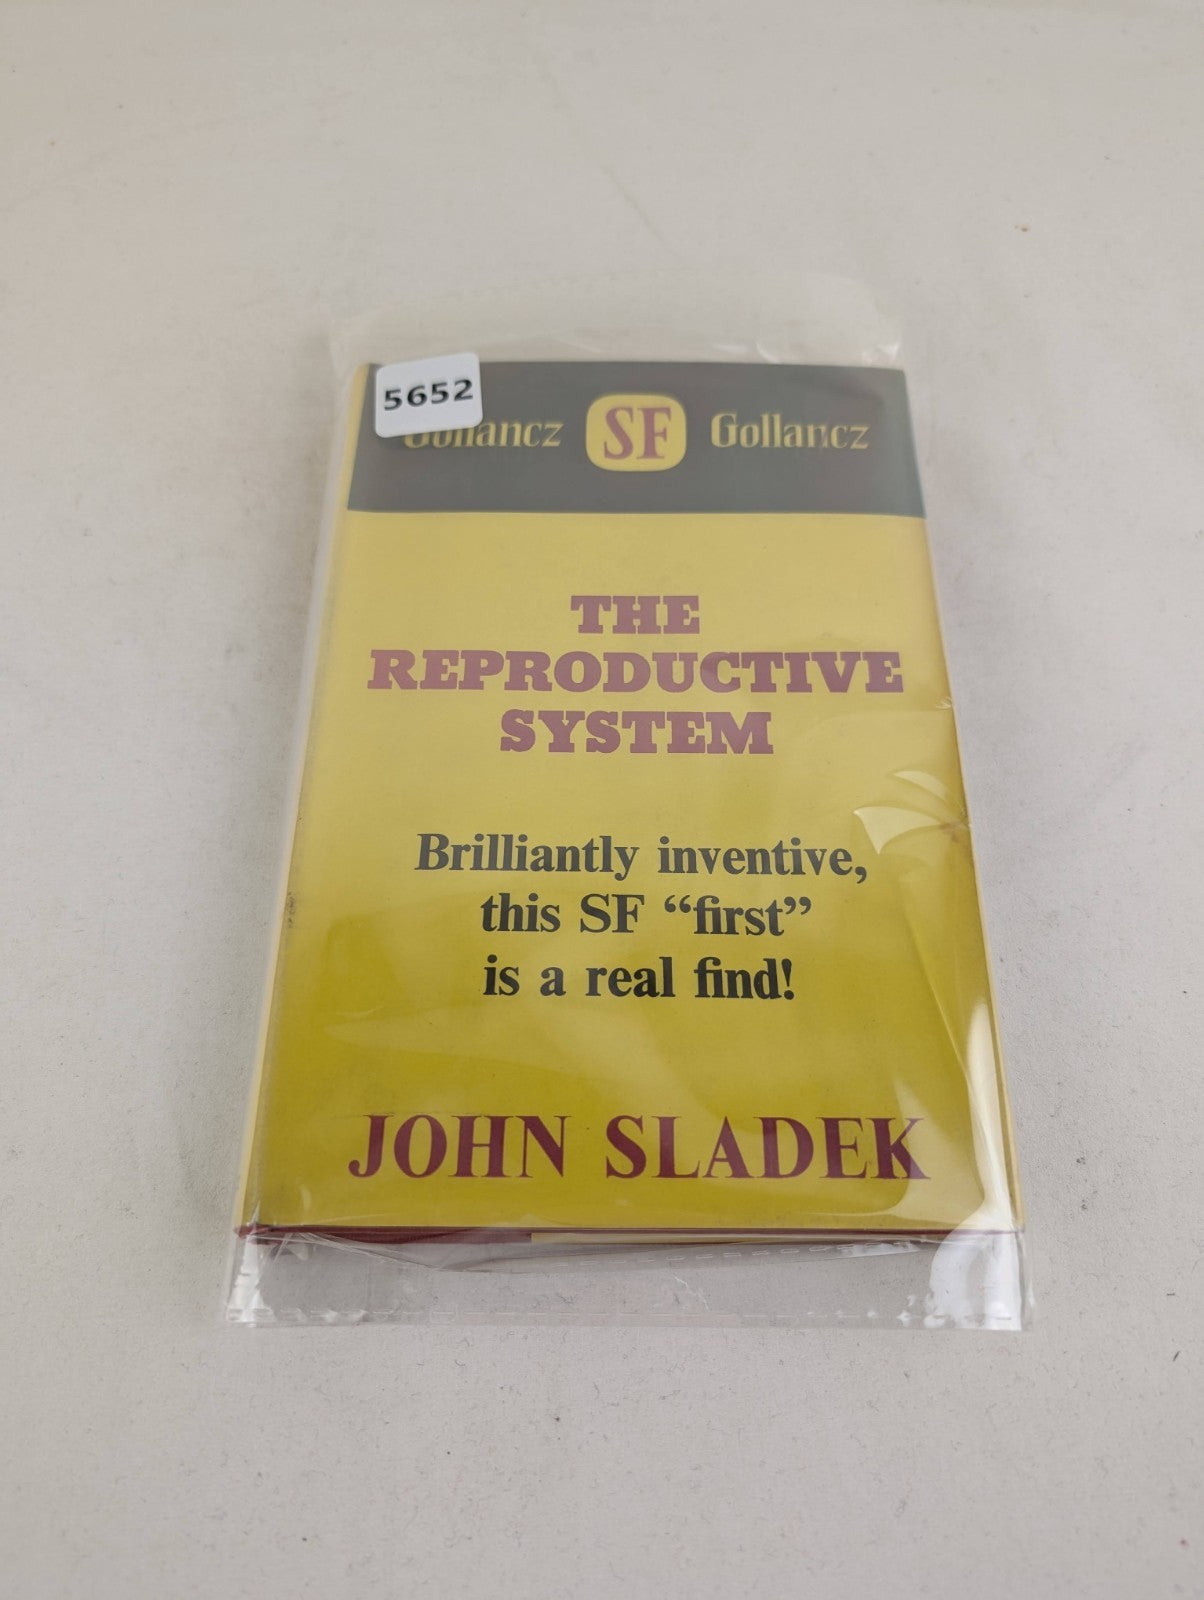 5652
Gollancz SF Gollancz
THE
REPRODUCTIVE
SYSTEM
Brilliantly inventive,
this SF “first”
is a real find!
JOHN SLADEK